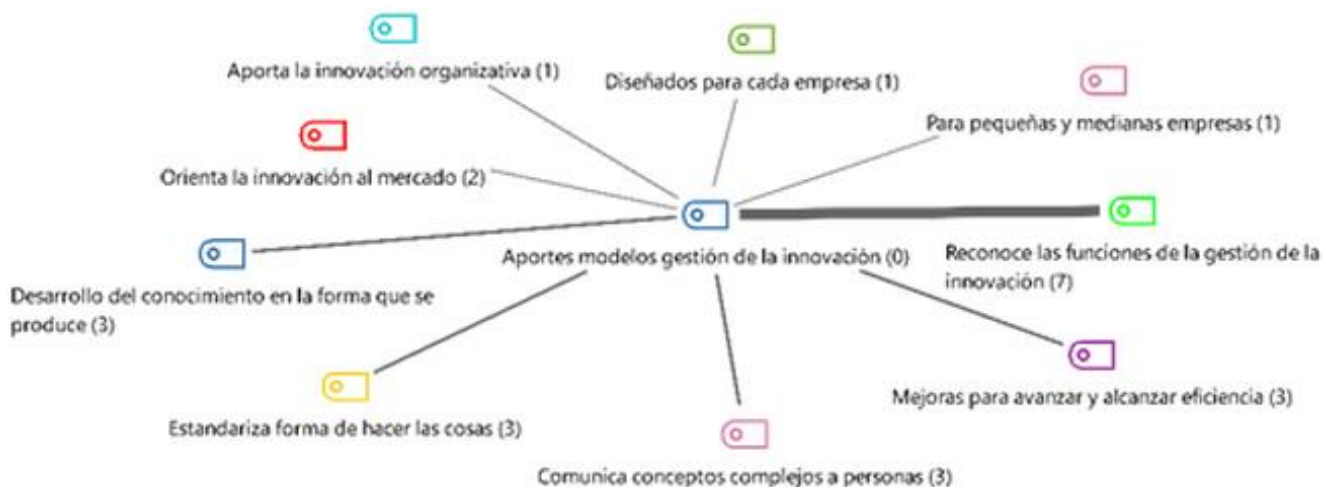 Aporta la innovación organizativa (1)
Diseñados para cada empresa (1)
Para pequeñas y medianas empresas (1)
Orienta la innovación al mercado (2)
Aportes modelos gestión de la innovación (0)
Reconoce las funciones de la gestión de la
innovación (7)
Desarrollo del conocimiento en la forma que se
produce (3)
Mejoras para avanzar y alcanzar eficiencia (3)
Estandariza forma de hacer las cosas (3)
Comunica conceptos complejos a personas (3)